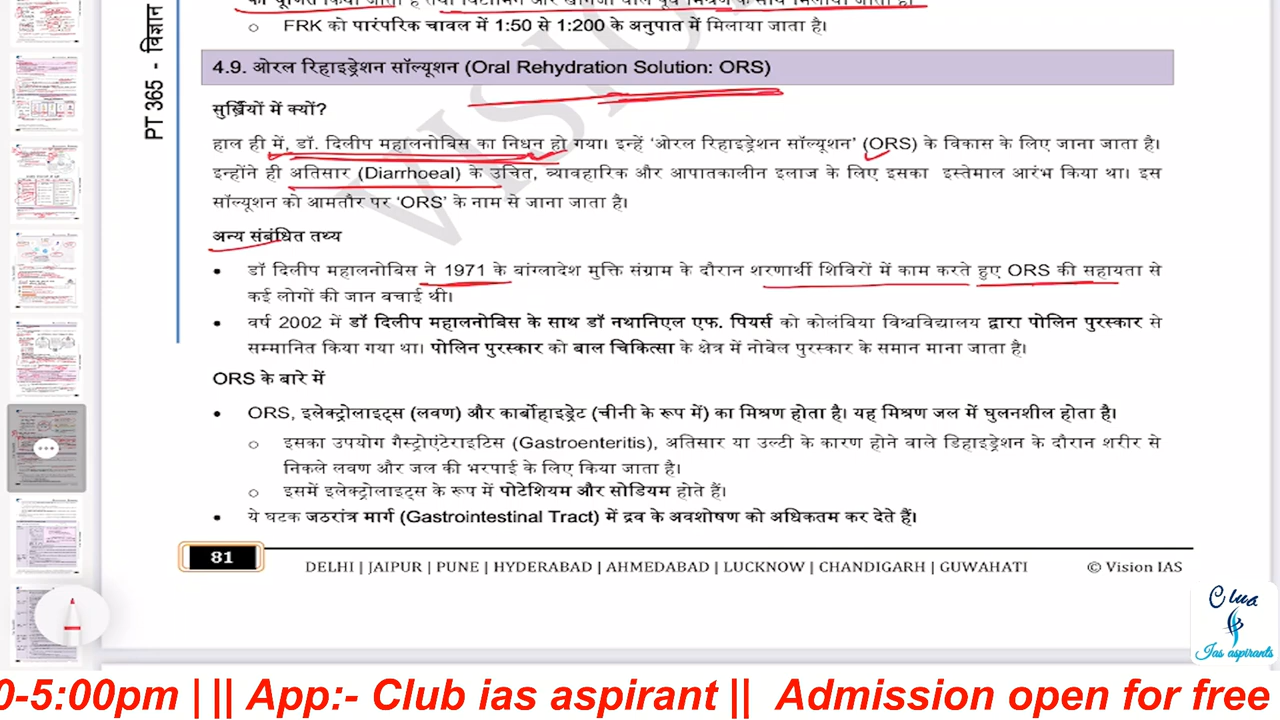 FRK को पारंपरिक चावल में 1:50 से 1:200 के अनुपात में मिलाया जाता है।
PT 365 - विज्ञान
4.9. ओरल रिहाइड्रेशन सॉल्यूशन Rehydration Solution: ORS)
सुर्ख़ियों में क्यों?
हाल ही में, डॉ. दिलीप महालनोबिस का निधन हो गया। इन्हें 'ओरल रिहाइड्रेशन सॉल्यूशन' (ORS) के विकास के लिए जाना जाता है।
इन्होंने ही अतिसार (Diarrhoeal) के उचित, व्यवहारिक और आपातकालीन इलाज के लिए इसका इस्तेमाल आरंभ किया था। इस
सॉल्यूशन को आमतौर पर 'ORS' के नाम से जाना जाता है।
अन्य संबंधित तथ्य
• डॉ दिलीप महालनोबिस ने 1971 बांग्लादेश मुक्ति संग्राम के दौरान शरणार्थी शिविरों में काम करते हुए ORS की सहायता से
कई लोगों की जान बचाई थी।
• वर्ष 2002 में डॉ दिलीप महालनोबिस के साथ डॉ नथानिएल एफ. पियर्स को कोलंबिया विश्वविद्यालय द्वारा पोलिन पुरस्कार से
सम्मानित किया गया था। पोलिन पुरस्कार को बाल चिकित्सा के क्षेत्र में नोबेल पुरस्कार के समान माना जाता है।
ORS के बारे में
• ORS, इलेक्ट्रोलाइट्स (लवण) और कार्बोहाइड्रेट (चीनी के रूप में) का मिश्रण होता है। यह मिश्रण जल में घुलनशील होता है।
○ इसका उपयोग गैस्ट्रोएंटेराइटिस (Gastroenteritis), अतिसार या उल्टी के कारण होने वाले डिहाइड्रेशन के दौरान शरीर से
निकले लवण और जल की भरपाई के लिए किया जाता है।
○ इसमें इलेक्ट्रोलाइट्स के रूप में पोटेशियम और सोडियम होते हैं।
ये घटक में द्रव के अवशोषण को अधिकतम कर देते हैं।
81
DELHI | JAIPUR | PUNE | HYDERABAD | AHMEDABAD | LUCKNOW | CHANDIGARH | GUWAHATI
© Vision IAS
Club
Ias aspirants
0-5:00pm | || App:- Club ias aspirant || Admission open for free